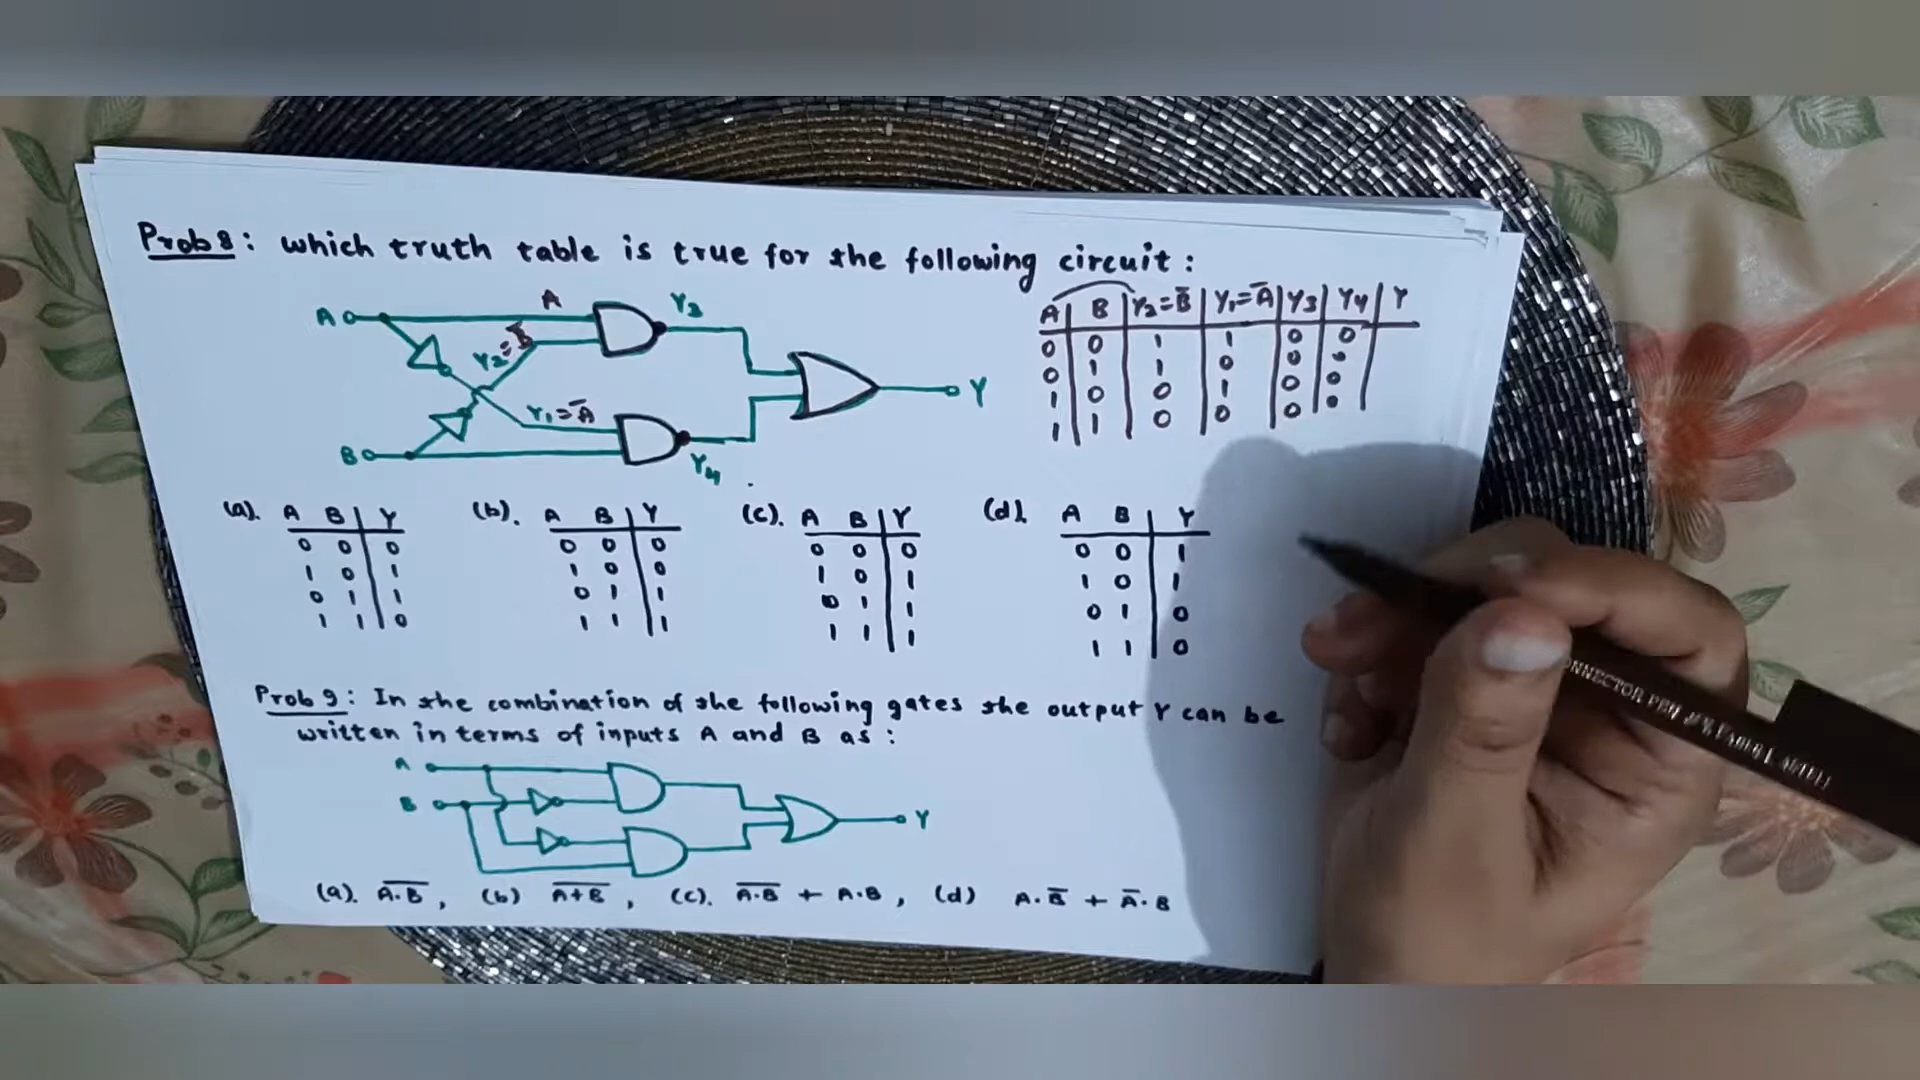 Prob 8: which truth table is true for the following circuit:
A Y3
A
Y2=B̅
Y
Y1=A̅
B
Y4
A B Y2=B̅ Y1=A̅ Y3 Y4 Y
0 0 1 1 0 0
0 1 1 0 0
1 0 0 1 0
1 1 0 0 0
(a). A B Y
0 0 0
1 0 1
0 1 1
1 1 0
(b). A B Y
0 0 0
1 0 0
0 1 1
1 1 1
(c). A B Y
0 0 0
1 0 1
0 1 1
1 1 1
(d). A B Y
0 0 1
1 0 1
0 1 0
1 1 0
Prob 9: In the combination of the following gates the output Y can be
written in terms of inputs A and B as:
A
B
Y
(a). A̅.̅B̅, (b) A̅+̅B̅, (c). A̅.̅B̅ + A.B, (d) A.B̅ + A̅.B